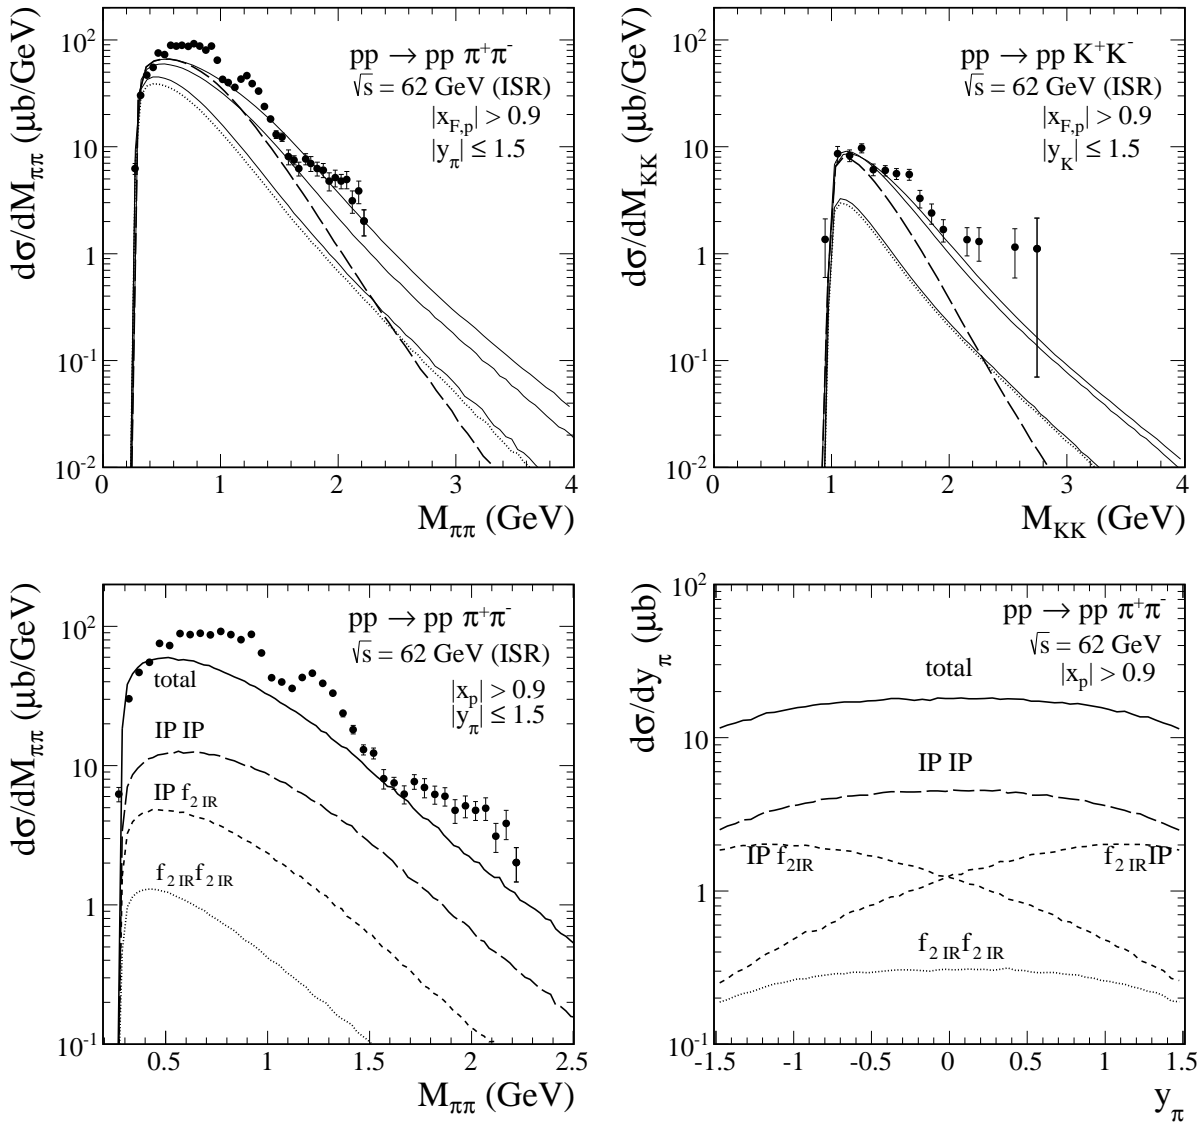 dσ/dM_ππ (μb/GeV)
10²
10
1
10⁻¹
10⁻²
pp → pp π⁺π⁻
√s = 62 GeV (ISR)
|x_F,p| > 0.9
|y_π| ≤ 1.5
0 1 2 3 4
M_ππ (GeV)
dσ/dM_KK (μb/GeV)
10²
10
1
10⁻¹
10⁻²
pp → pp K⁺K⁻
√s = 62 GeV (ISR)
|x_F,p| > 0.9
|y_K| ≤ 1.5
0 1 2 3 4
M_KK (GeV)
dσ/dM_ππ (μb/GeV)
10²
10
1
10⁻¹
pp → pp π⁺π⁻
√s = 62 GeV (ISR)
|x_p| > 0.9
|y_π| ≤ 1.5
total
IP IP
IP f_2 IR
f_2 IR f_2 IR
0.5 1 1.5 2 2.5
M_ππ (GeV)
dσ/dy_π (μb)
10²
10
1
10⁻¹
pp → pp π⁺π⁻
√s = 62 GeV
|x_p| > 0.9
total
IP IP
IP f_2IR
f_2 IR IP
f_2 IR f_2 IR
-1.5 -1 -0.5 0 0.5 1 1.5
y_π